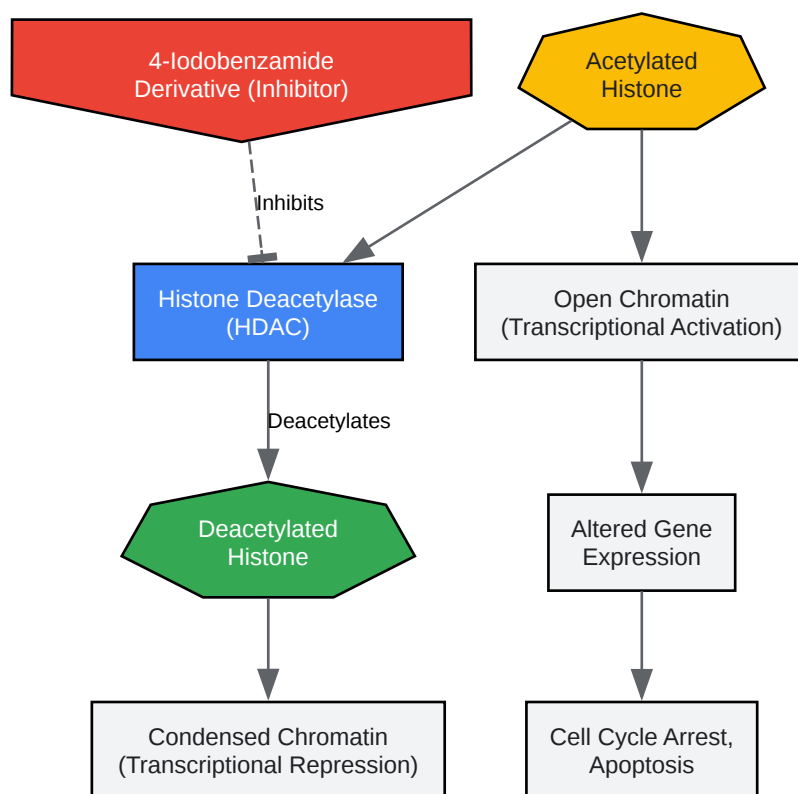 4-Iodobenzamide
Derivative (Inhibitor)
Acetylated
Histone
Inhibits
Histone Deacetylase
(HDAC)
Open Chromatin
(Transcriptional Activation)
Deacetylates
Deacetylated
Histone
Altered Gene
Expression
Condensed Chromatin
(Transcriptional Repression)
Cell Cycle Arrest,
Apoptosis